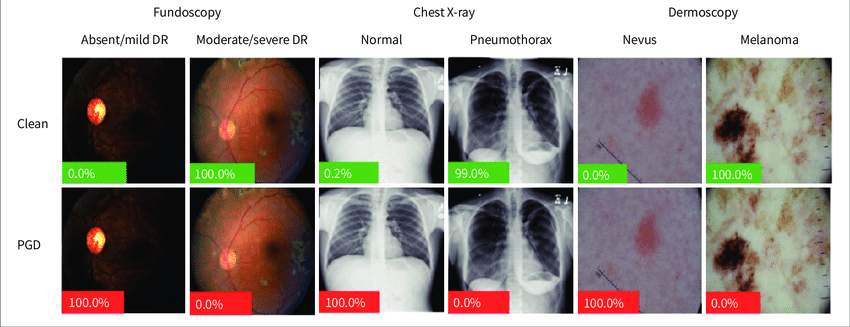 Fundoscopy Chest X-ray Dermoscopy
Absent/mild DR Moderate/severe DR Normal Pneumothorax Nevus Melanoma
Clean
0.0% 100.0% 0.2% 99.0% 0.0% 100.0%
PGD
100.0% 0.0% 100.0% 0.0% 100.0% 0.0%